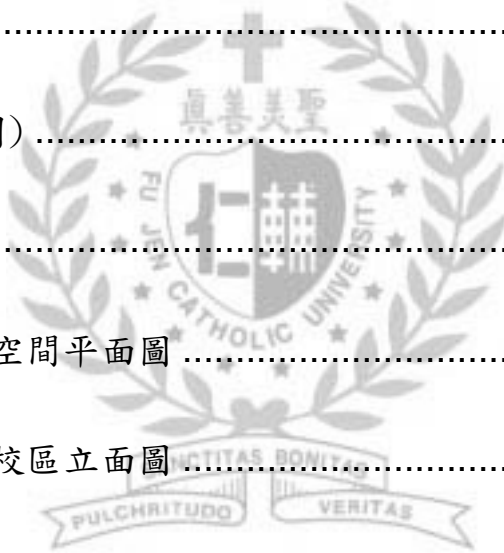 ....................................................
眞善美聖
) ................................................
FU JEN CATHOLIC UNIVERSITY
仁輔
....................................................
空間平面圖 ..................................
校區立面圖 ..................................
SANCTITAS BONITAS
PULCHRITUDO VERITAS